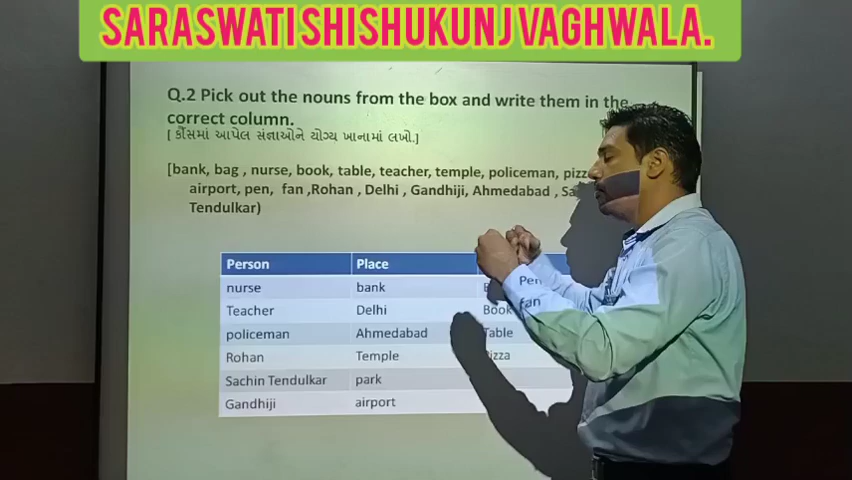 SARASWATI SHISHUKUNJ VAGHWALA.
Q.2 Pick out the nouns from the box and write them in the
correct column.
[ કૌંસમાં આપેલ સંજ્ઞાઓને યોગ્ય ખાનામાં લખો.]
[bank, bag , nurse, book, table, teacher, temple, policeman,
airport, pen, fan ,Rohan , Delhi , Gandhiji, Ahmedabad ,
Tendulkar)
Person Place
nurse bank Pen
Teacher Delhi Book fan
policeman Ahmedabad Table
Rohan Temple
Sachin Tendulkar park
Gandhiji airport